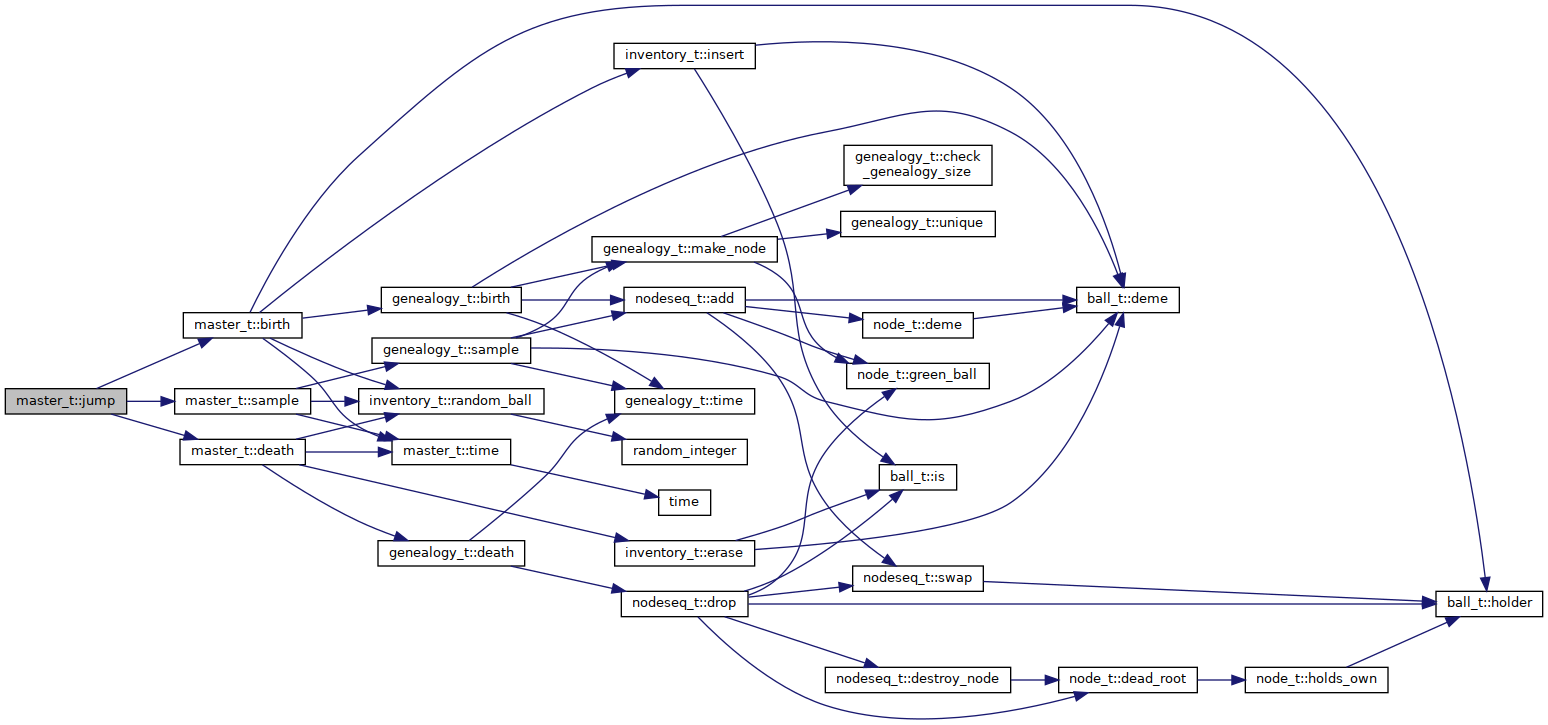 inventory_t::insert
genealogy_t::check
_genealogy_size
genealogy_t::unique
genealogy_t::make_node
genealogy_t::birth
nodeseq_t::add
ball_t::deme
master_t::birth
node_t::deme
genealogy_t::sample
node_t::green_ball
master_t::jump
master_t::sample
inventory_t::random_ball
genealogy_t::time
master_t::death
master_t::time
random_integer
ball_t::is
time
genealogy_t::death
inventory_t::erase
nodeseq_t::swap
nodeseq_t::drop
ball_t::holder
nodeseq_t::destroy_node
node_t::dead_root
node_t::holds_own